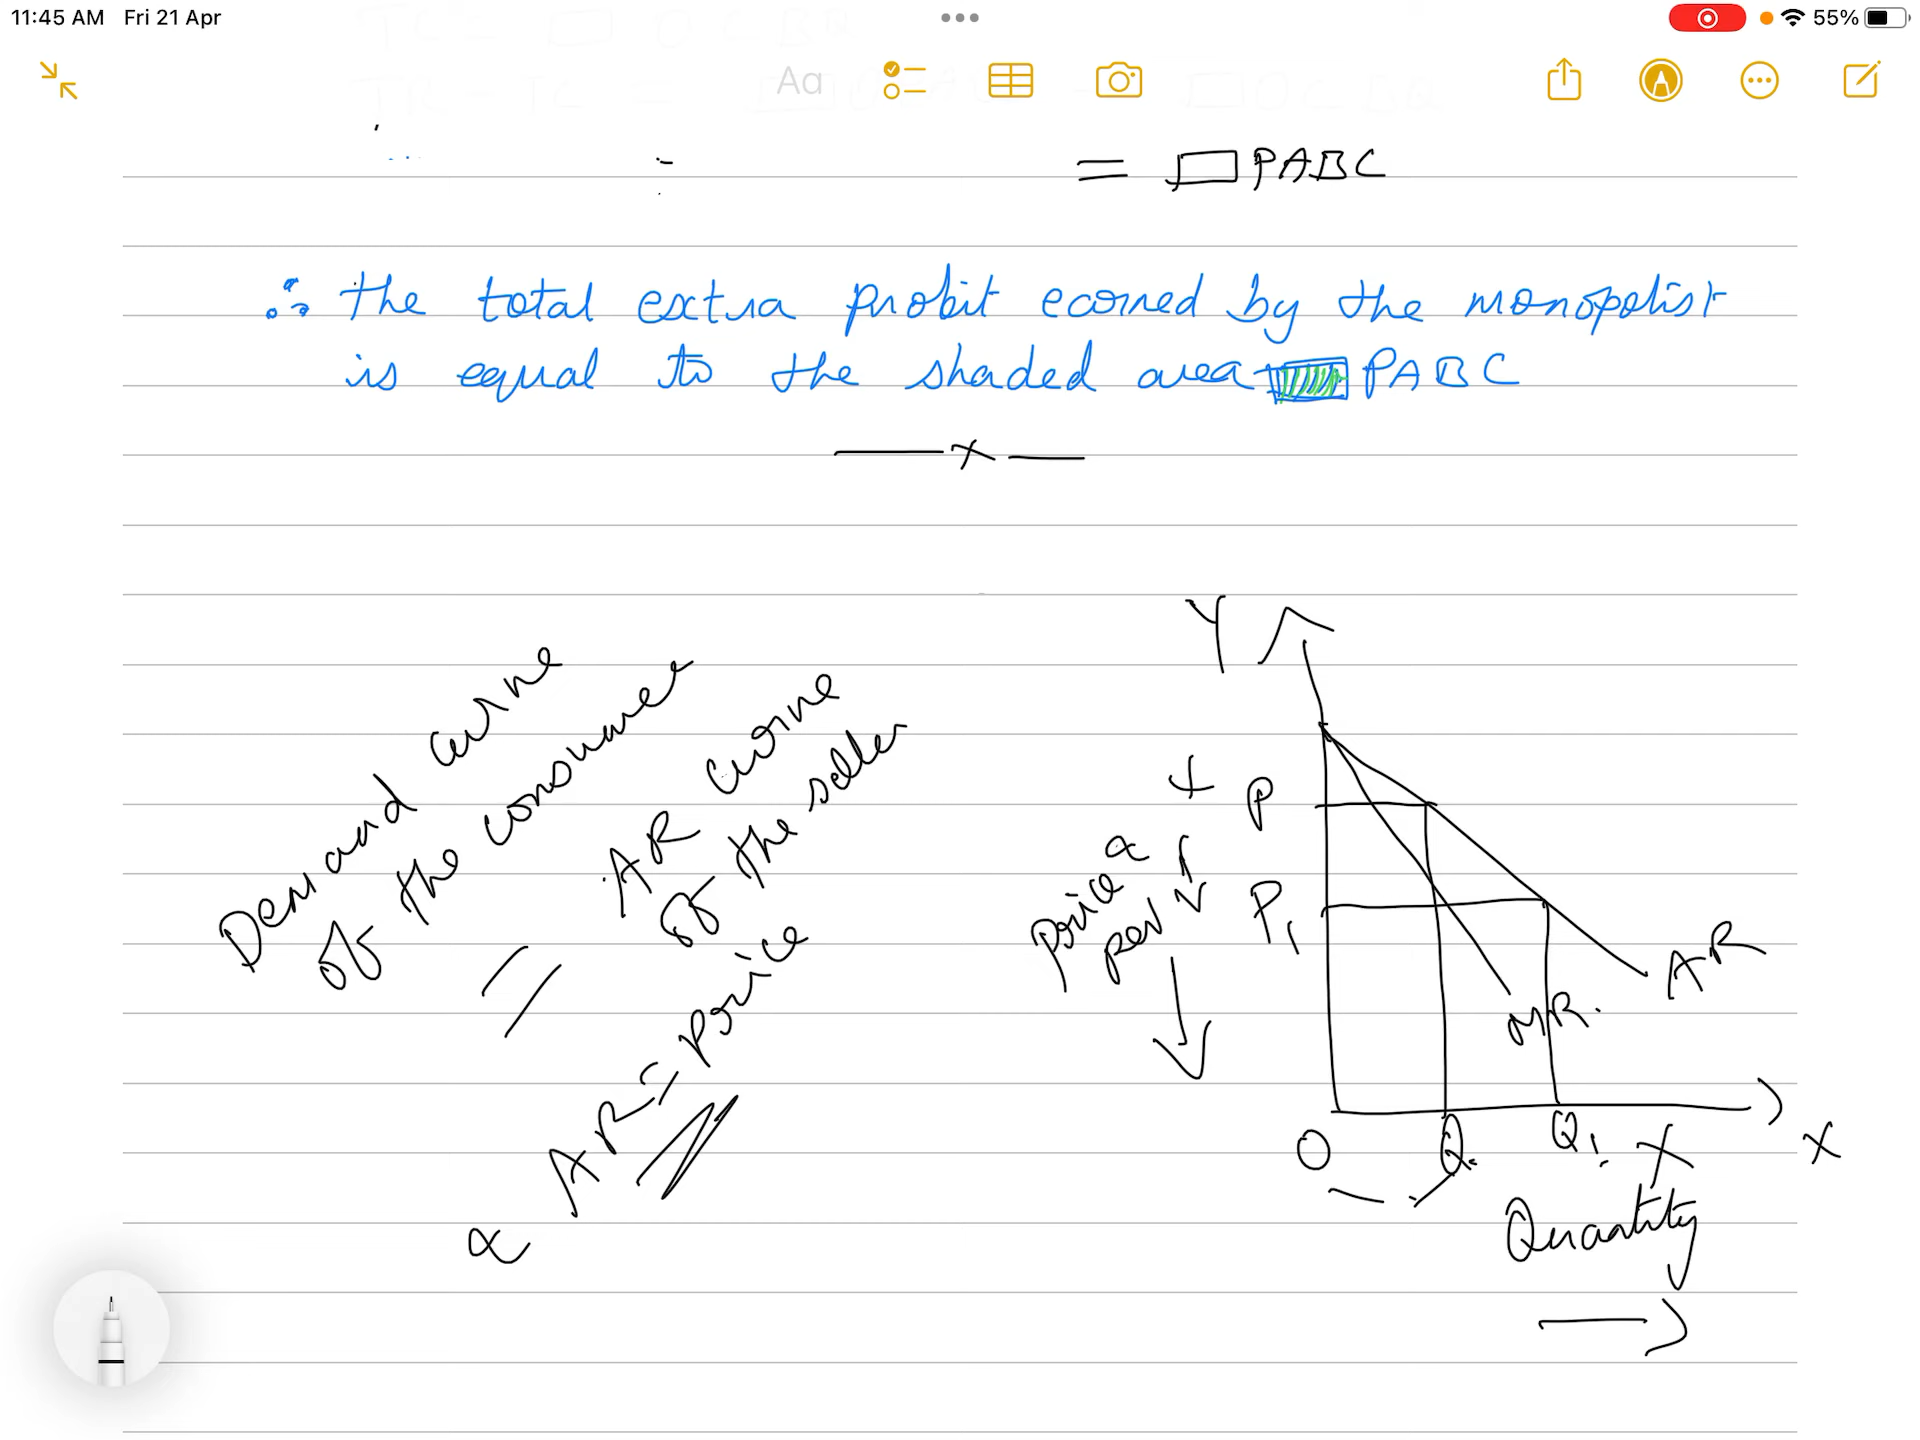 11:45 AM Fri 21 Apr
55%
Aa
= ▭ PABC
∴ the total extra profit earned by the monopolist
is equal to the shaded area ▭ PABC
—x—
Demand curve
of the consumer
=
AR curve
of the seller
∝ AR = price
Y
P
P₁
AR
MR.
O
Q
Q₁
X
X
price
per
Quantity